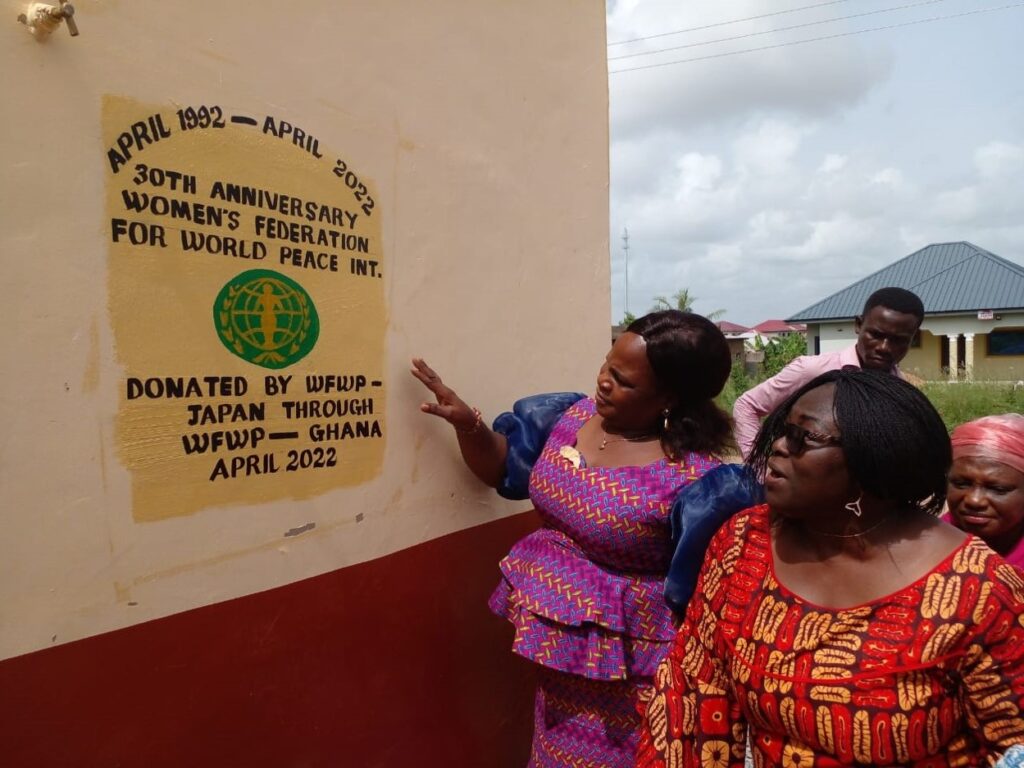 APRIL 1992 — APRIL 2022
30TH ANNIVERSARY
WOMEN'S FEDERATION
FOR WORLD PEACE INT.
DONATED BY WFWP -
JAPAN THROUGH
WFWP — GHANA
APRIL 2022